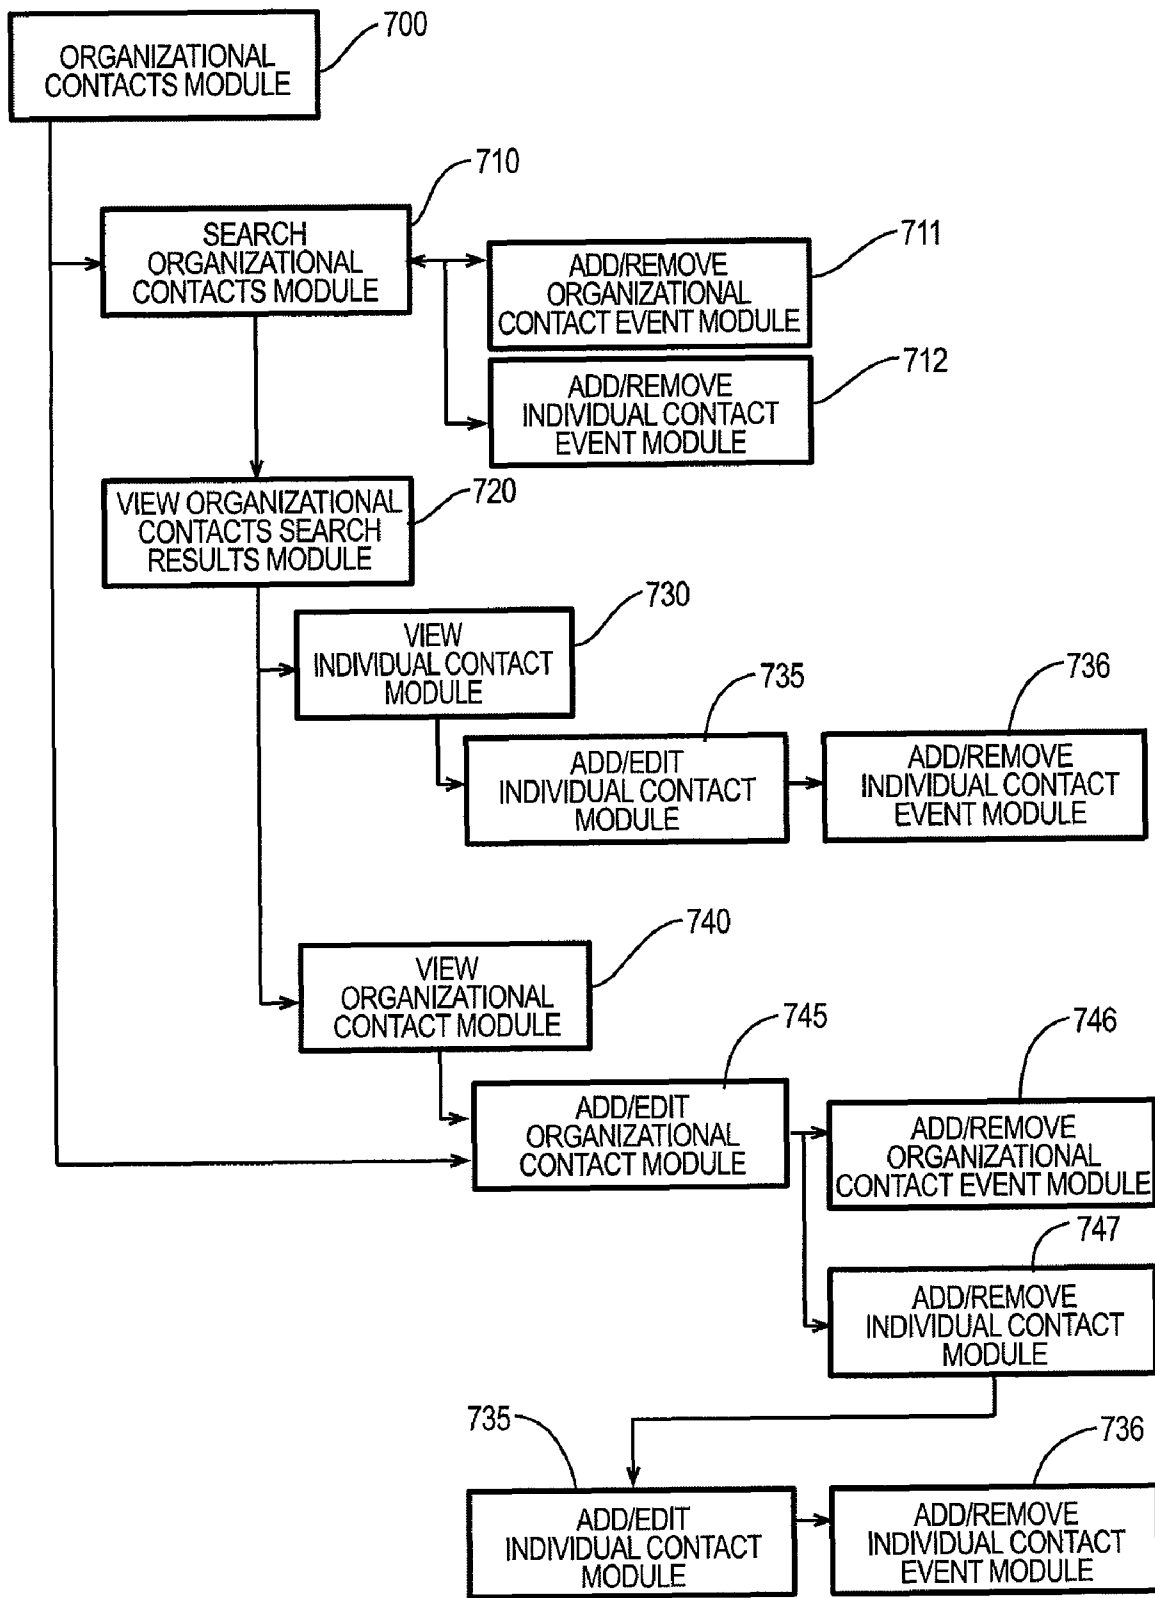 700
ORGANIZATIONAL
CONTACTS MODULE
710
SEARCH
ORGANIZATIONAL
CONTACTS MODULE
711
ADD/REMOVE
ORGANIZATIONAL
CONTACT EVENT MODULE
712
ADD/REMOVE
INDIVIDUAL CONTACT
EVENT MODULE
720
VIEW ORGANIZATIONAL
CONTACTS SEARCH
RESULTS MODULE
730
VIEW
INDIVIDUAL CONTACT
MODULE
735
ADD/EDIT
INDIVIDUAL CONTACT
MODULE
736
ADD/REMOVE
INDIVIDUAL CONTACT
EVENT MODULE
740
VIEW
ORGANIZATIONAL
CONTACT MODULE
745
ADD/EDIT
ORGANIZATIONAL
CONTACT MODULE
746
ADD/REMOVE
ORGANIZATIONAL
CONTACT EVENT MODULE
747
ADD/REMOVE
INDIVIDUAL CONTACT
MODULE
735
ADD/EDIT
INDIVIDUAL CONTACT
MODULE
736
ADD/REMOVE
INDIVIDUAL CONTACT
EVENT MODULE